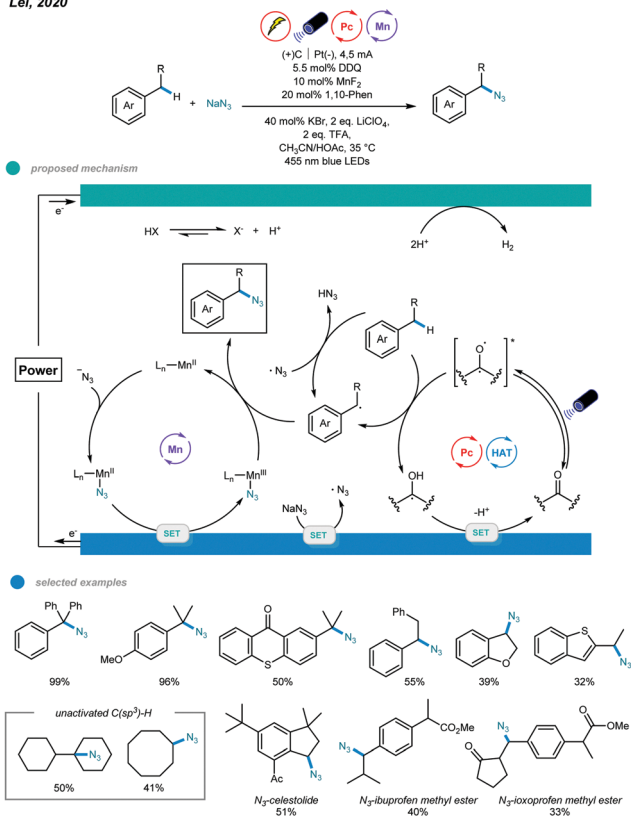 Lei, 2020
Pc
Mn
(+)C | Pt(-), 4,5 mA
5.5 mol% DDQ
10 mol% MnF2
20 mol% 1,10-Phen
R
Ar
H
+ NaN3
R
Ar
N3
40 mol% KBr, 2 eq. LiClO4,
2 eq. TFA,
CH3CN/HOAc, 35 °C
455 nm blue LEDs
proposed mechanism
e-
HX
X- + H+
2H+
H2
R
N3
Ar
HN3
R
Ar
H
O
*
Power
-N3
Ln—MnII
· N3
R
Ar
Mn
Pc
HAT
Ln—MnII
N3
Ln—MnIII
N3
OH
O
NaN3
· N3
-H+
e-
SET
SET
SET
selected examples
Ph Ph
N3
99%
MeO
N3
96%
O
S
N3
50%
Ph
N3
55%
N3
O
39%
S
N3
32%
unactivated C(sp3)-H
N3
50%
N3
41%
Ac
N3
N3-celestolide
51%
N3
CO2Me
N3-ibuprofen methyl ester
40%
N3
O
O
OMe
N3-ioxoprofen methyl ester
33%